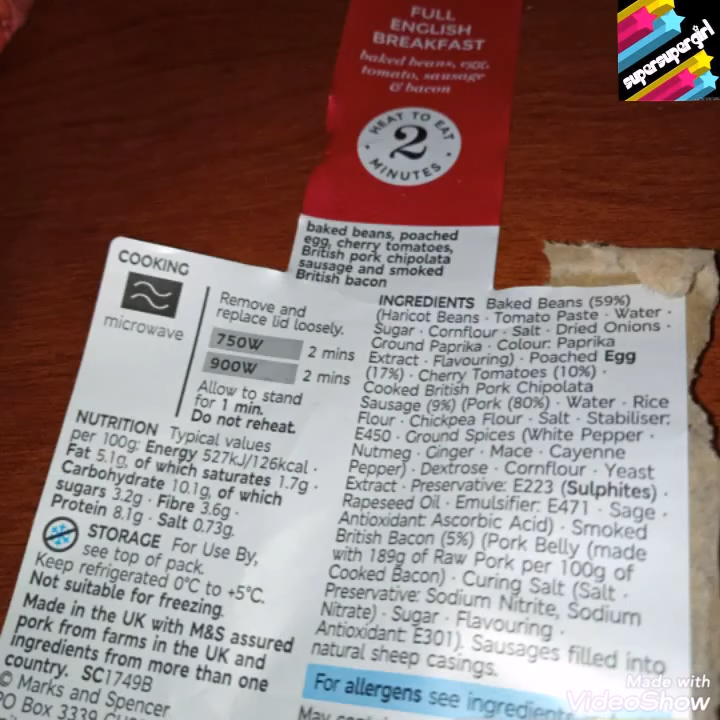 FULL
ENGLISH
BREAKFAST
baked beans, egg,
tomato, sausage
& bacon
HEAT TO EAT
2
MINUTES
supersupergirl
baked beans, poached
egg, cherry tomatoes,
British pork chipolata
sausage and smoked
British bacon
COOKING
microwave
Remove and
replace lid loosely.
750W 2 mins
900W 2 mins
Allow to stand
for 1 min.
Do not reheat.
NUTRITION Typical values
per 100g: Energy 527kJ/126kcal ·
Fat 5.1g, of which saturates 1.7g ·
Carbohydrate 10.1g, of which
sugars 3.2g · Fibre 3.6g ·
Protein 8.1g · Salt 0.73g.
STORAGE For Use By,
see top of pack.
Keep refrigerated 0°C to +5°C.
Not suitable for freezing.
Made in the UK with M&S assured
pork from farms in the UK and
ingredients from more than one
country. SC1749B
© Marks and Spencer
PO Box 3339
INGREDIENTS Baked Beans (59%)
(Haricot Beans · Tomato Paste · Water ·
Sugar · Cornflour · Salt · Dried Onions ·
Ground Paprika · Colour: Paprika
Extract · Flavouring) · Poached Egg
(17%) · Cherry Tomatoes (10%) ·
Cooked British Pork Chipolata
Sausage (9%) (Pork (80%) · Water · Rice
Flour · Chickpea Flour · Salt · Stabiliser:
E450 · Ground Spices (White Pepper ·
Nutmeg · Ginger · Mace · Cayenne
Pepper) · Dextrose · Cornflour · Yeast
Extract · Preservative: E223 (Sulphites) ·
Rapeseed Oil · Emulsifier: E471 · Sage ·
Antioxidant: Ascorbic Acid) · Smoked
British Bacon (5%) (Pork Belly (made
with 189g of Raw Pork per 100g of
Cooked Bacon) · Curing Salt (Salt ·
Preservative: Sodium Nitrite, Sodium
Nitrate) · Sugar · Flavouring ·
Antioxidant: E301). Sausages filled into
natural sheep casings.
For allergens see
Made with
VideoShow